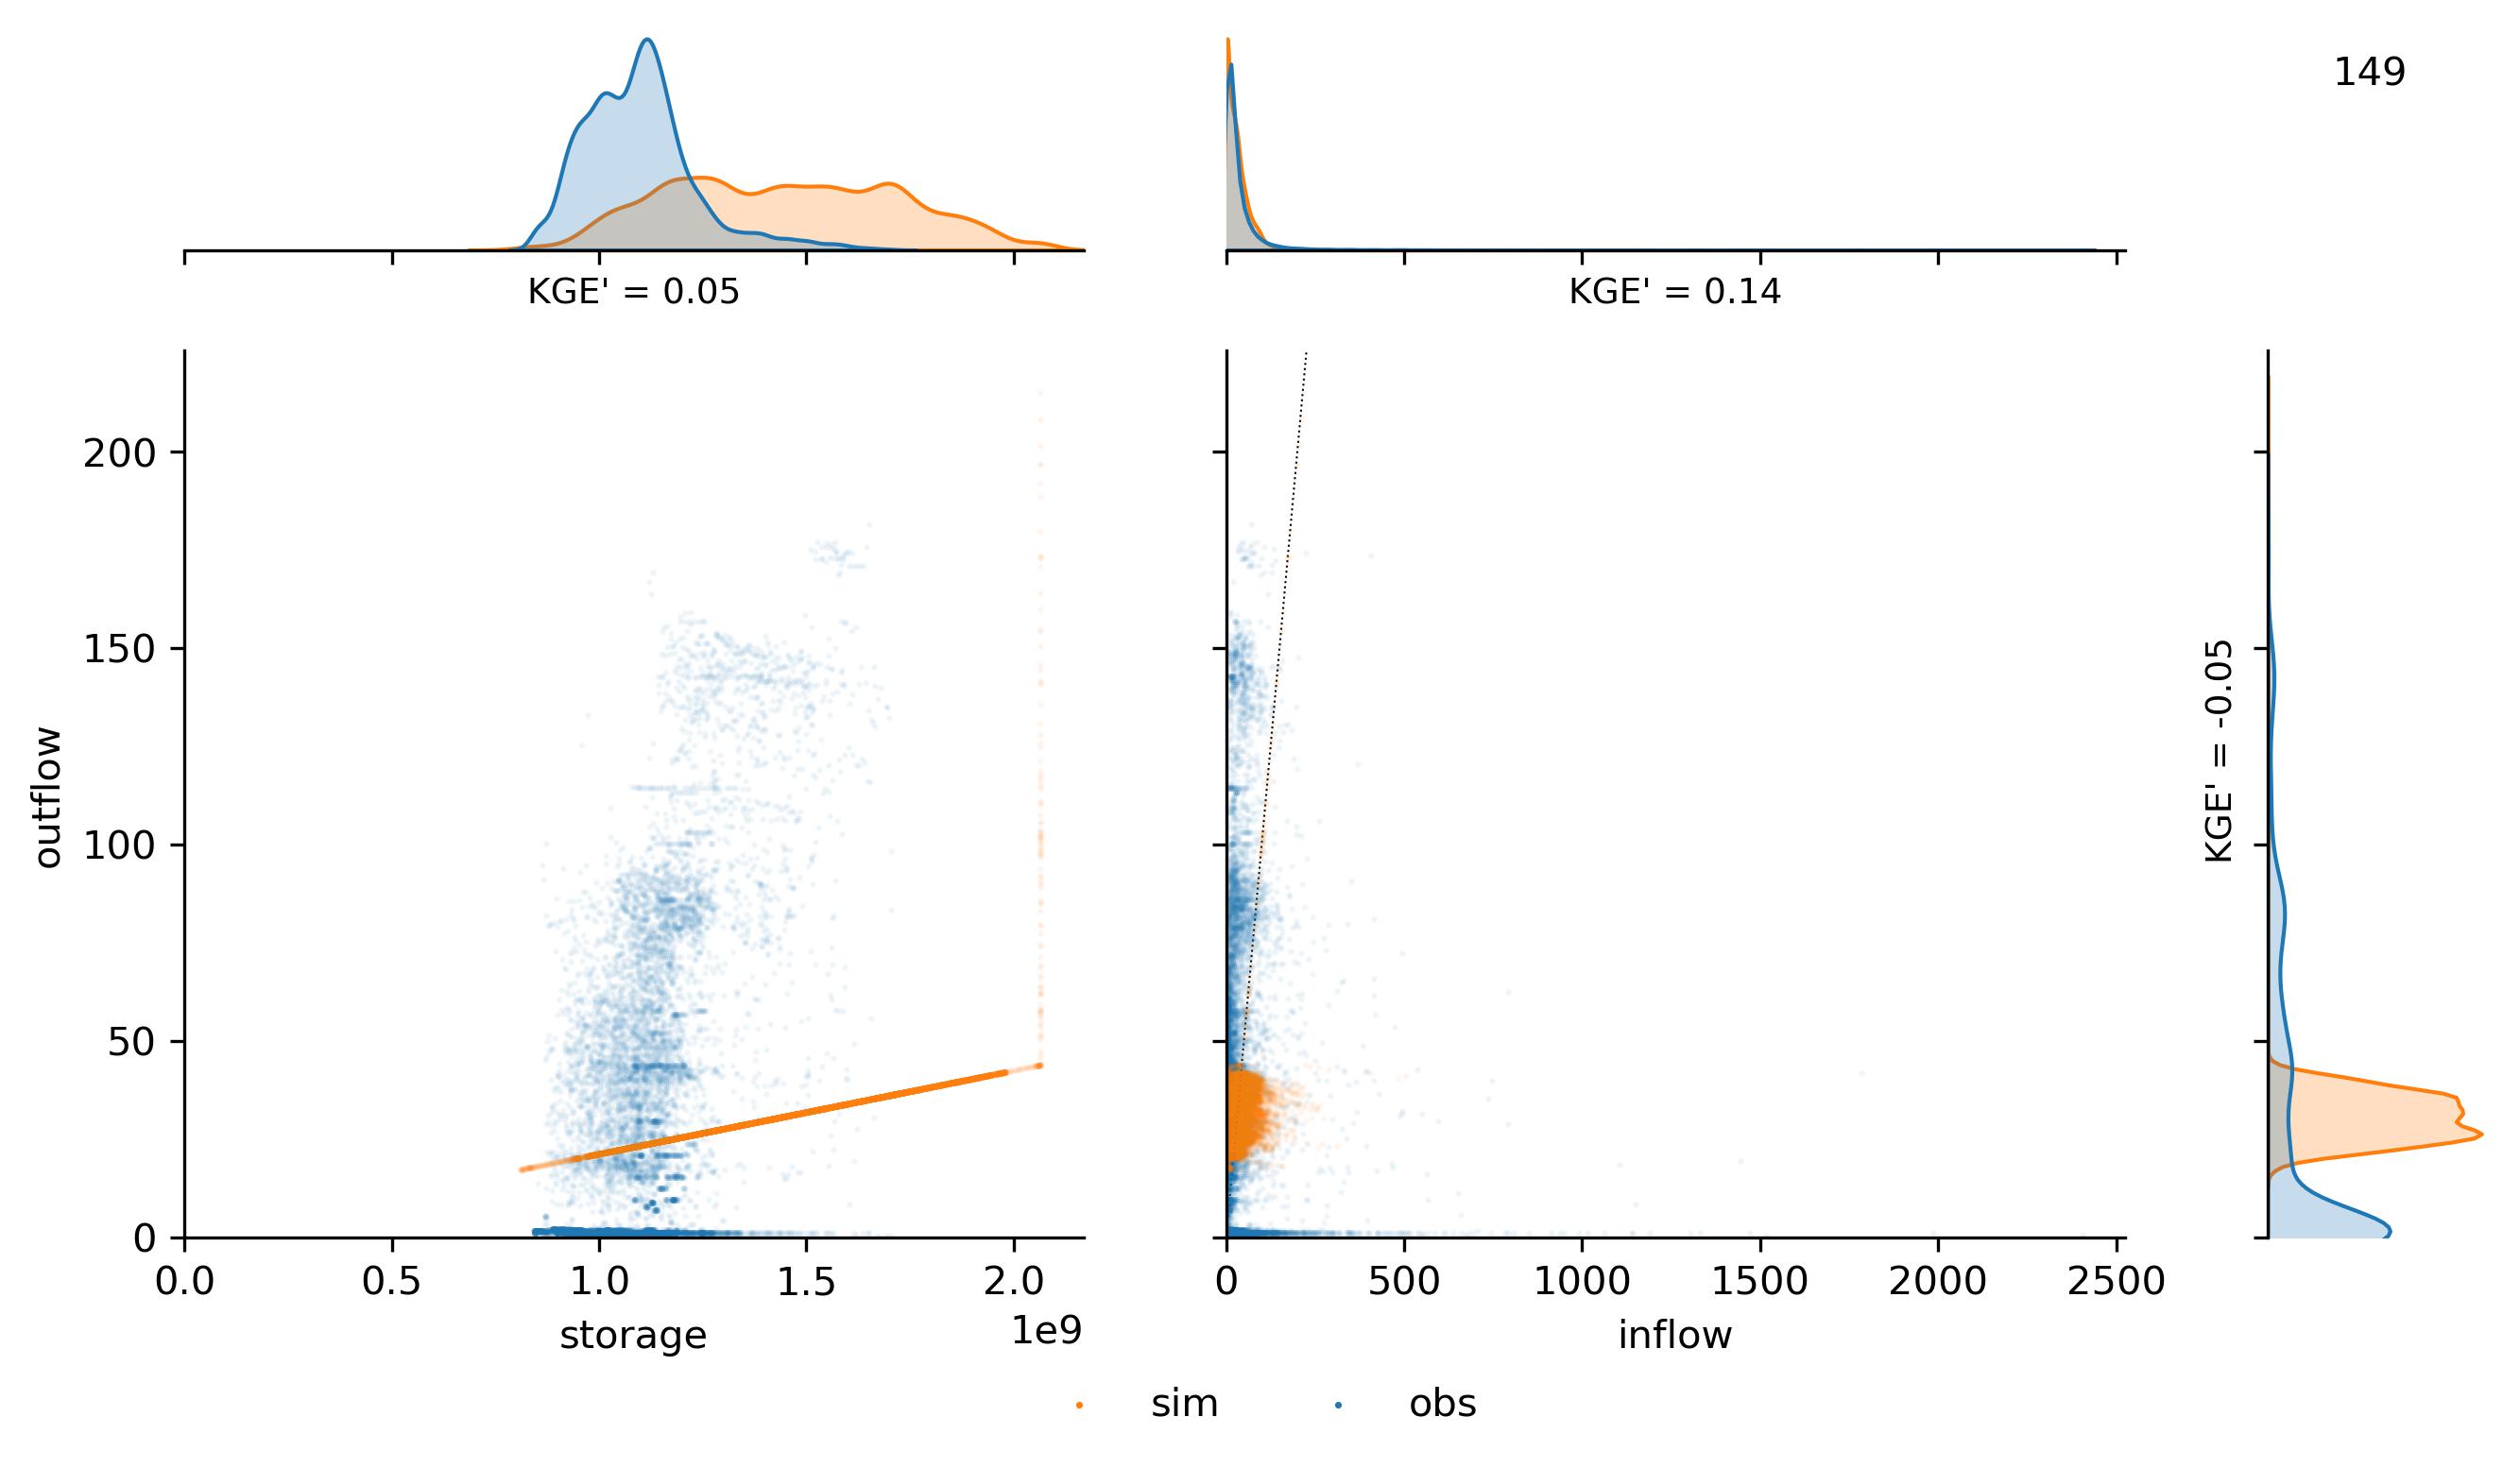 149
KGE' = 0.05
KGE' = 0.14
outflow
200
150
100
50
0
KGE' = -0.05
0.0 0.5 1.0 1.5 2.0
1e9
storage
0 500 1000 1500 2000 2500
inflow
sim obs